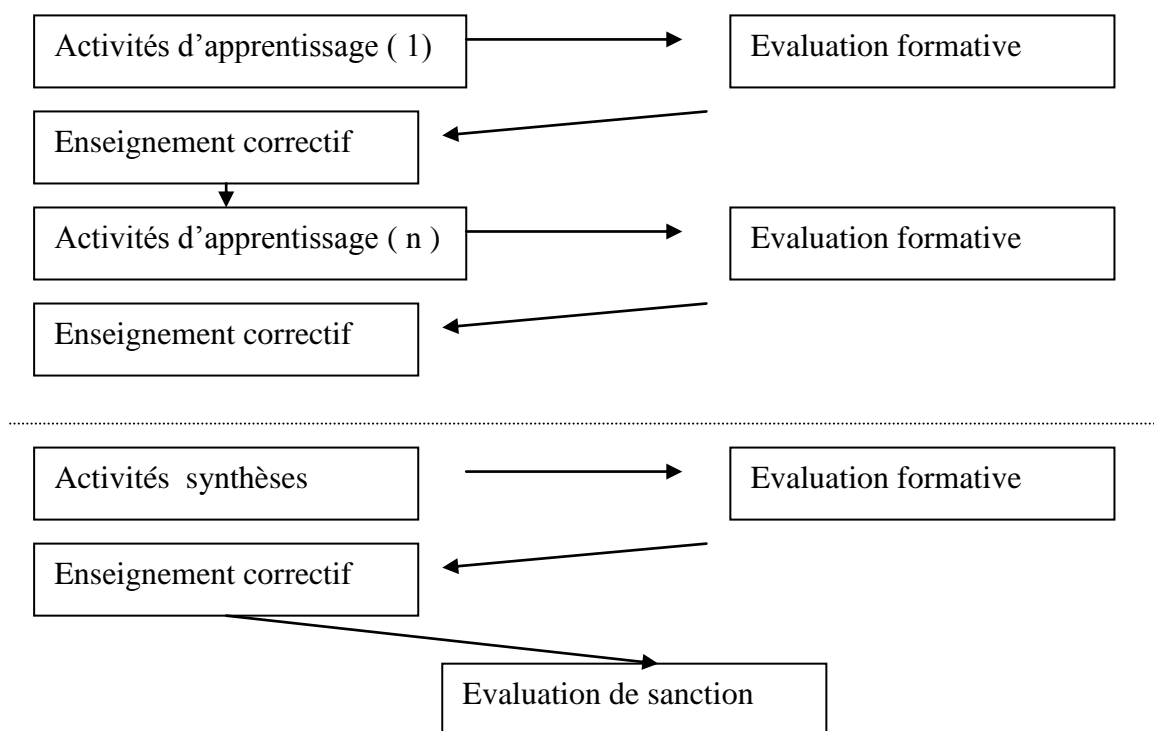 Activités d’apprentissage ( 1)
Evaluation formative
Enseignement correctif
Activités d’apprentissage ( n )
Evaluation formative
Enseignement correctif
Activités  synthèses
Evaluation formative
Enseignement correctif
Evaluation de sanction